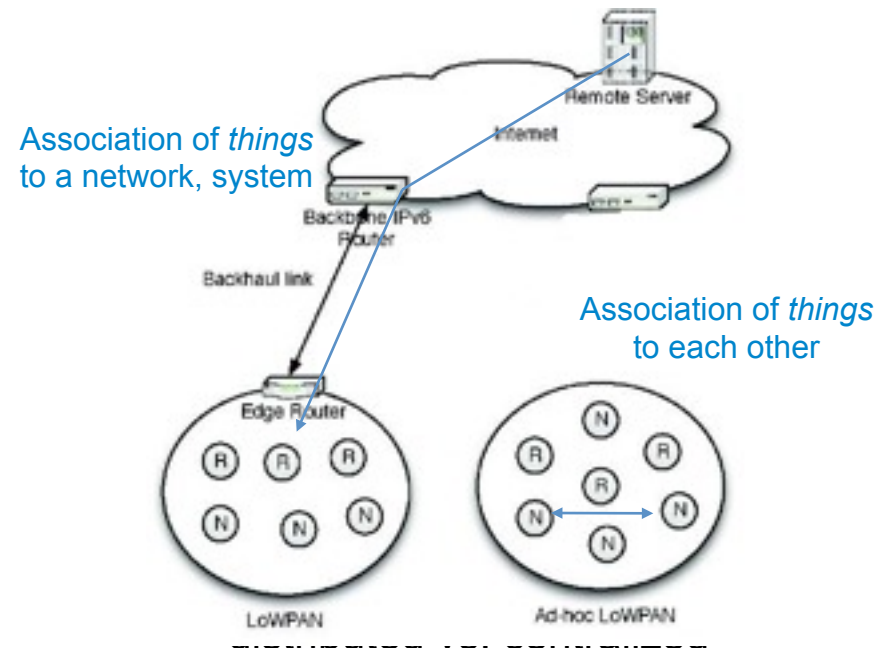 Remote Server
Internet
Association of things
to a network, system
Backbone IPv6
Router
Backhaul link
Association of things
to each other
Edge Router
R
R
R
N
N
N
N
R
R
R
N
N
N
LoWPAN
Ad-hoc LoWPAN